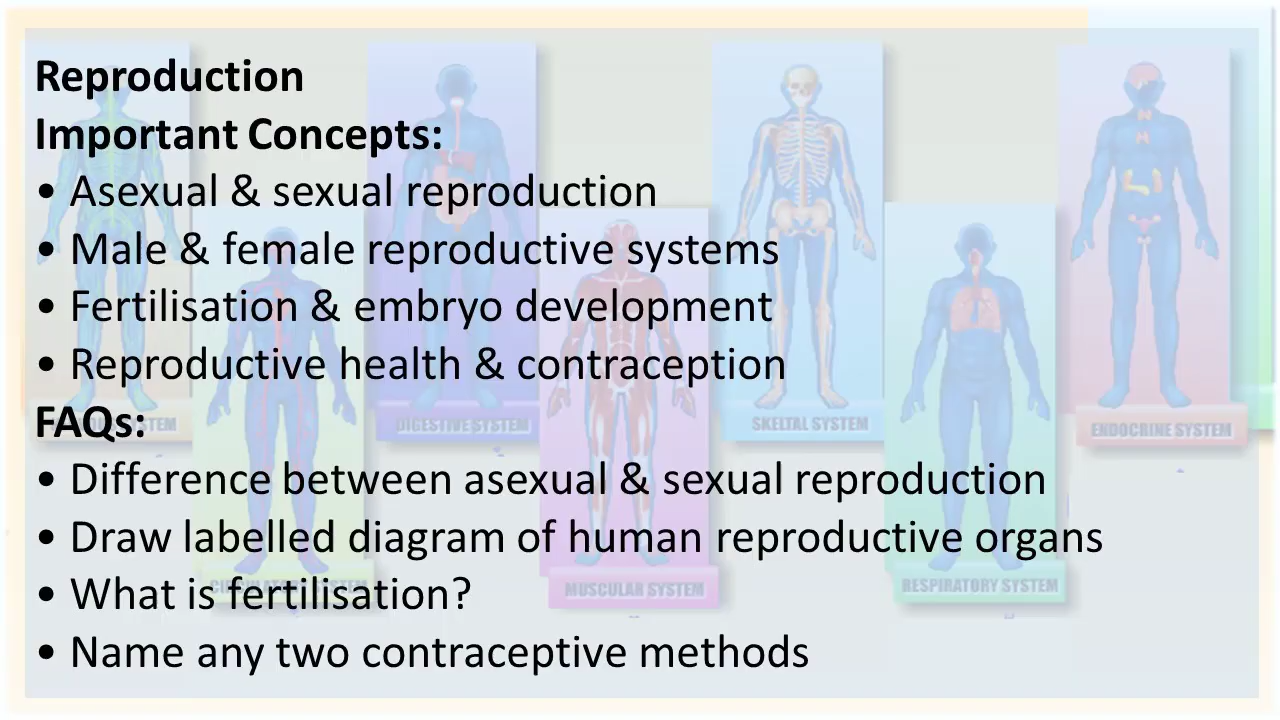 Reproduction
Important Concepts:
• Asexual & sexual reproduction
• Male & female reproductive systems
• Fertilisation & embryo development
• Reproductive health & contraception
FAQs:
• Difference between asexual & sexual reproduction
• Draw labelled diagram of human reproductive organs
• What is fertilisation?
• Name any two contraceptive methods
DIGESTIVE SYSTEM
SKELTAL SYSTEM
ENDOCRINE SYSTEM
CIRCULATORY SYSTEM
MUSCULAR SYSTEM
RESPIRATORY SYSTEM